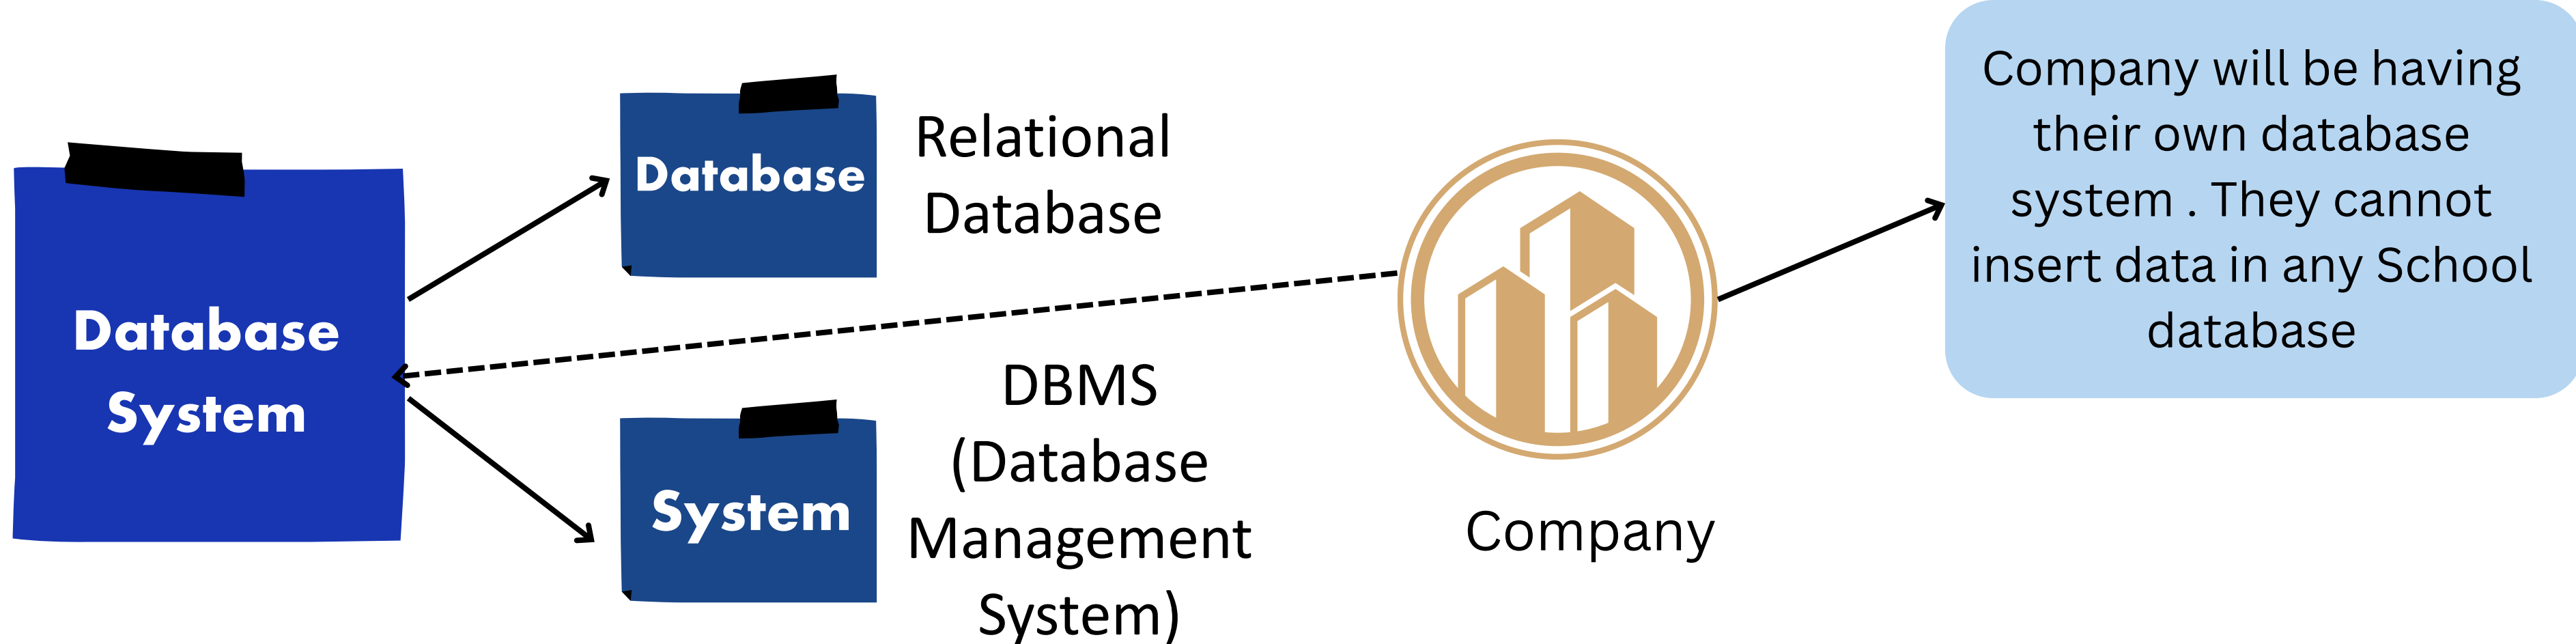 Database
System
Database
Relational
Database
System
DBMS
(Database
Management
System)
Company
Company will be having
their own database
system . They cannot
insert data in any School
database